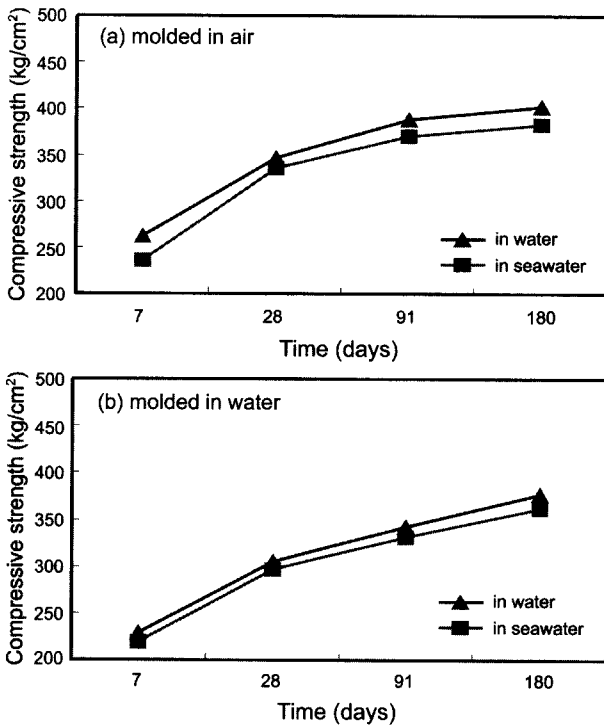 (a) molded in air
Compressive strength (kg/cm²)
500
450
400
350
300
250
200
in water
in seawater
7 28 91 180
Time (days)
(b) molded in water
Compressive strength (kg/cm²)
500
450
400
350
300
250
200
in water
in seawater
7 28 91 180
Time (days)